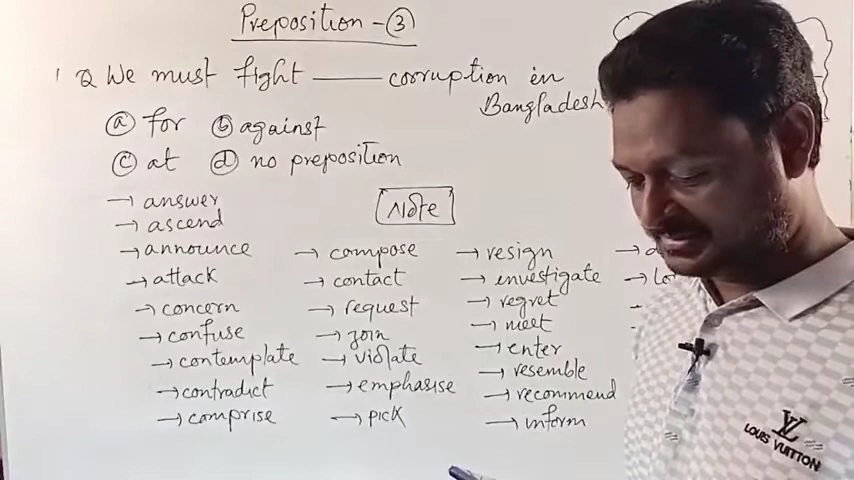 Preposition - ③
1 Q We must fight ——— corruption in
Bangladesh
ⓐ for ⓑ against
ⓒ at ⓓ no preposition
Note
→ answer
→ ascend
→ announce
→ attack
→ concern
→ confuse
→ contemplate
→ contradict
→ comprise
→ compose
→ contact
→ request
→ join
→ violate
→ emphasise
→ pick
→ resign
→ investigate
→ regret
→ meet
→ enter
→ resemble
→ recommend
→ inform
LV
LOUIS VUITTON